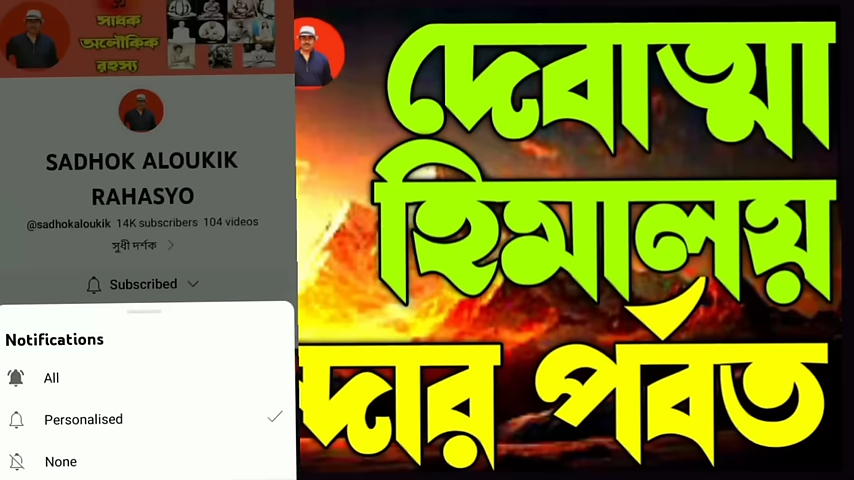 সাধক
অলৌকিক
রহস্য
SADHOK ALOUKIK
RAHASYO
@sadhokaloukik 14K subscribers 104 videos
সুধী দর্শক
Subscribed
Notifications
All
Personalised
None
দেবাত্মা
হিমালয়
দার পর্বত